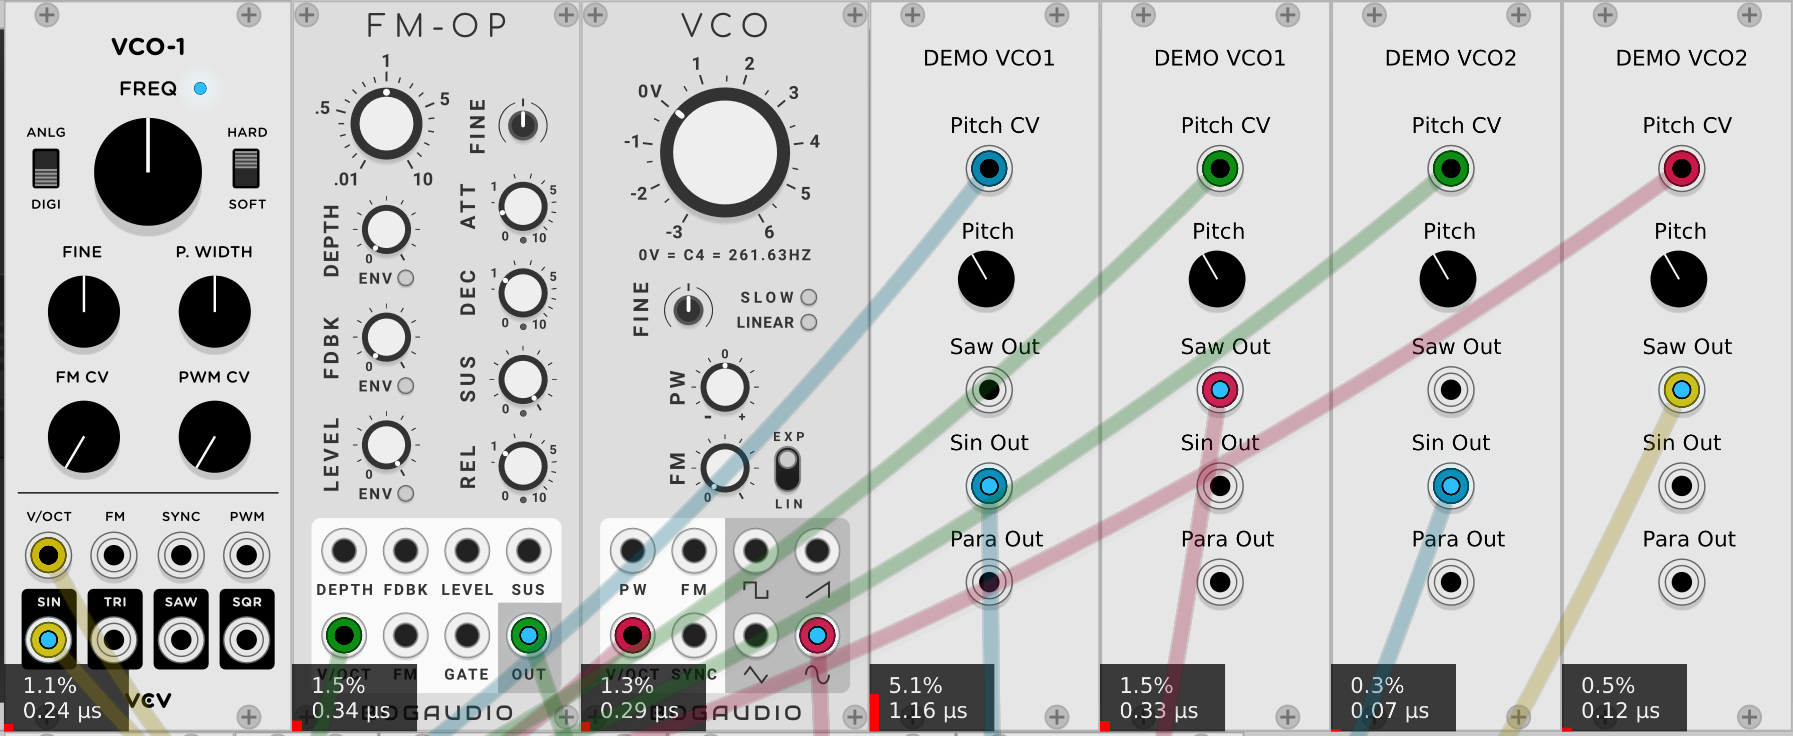 VCO-1
FREQ
ANLG
HARD
DIGI
SOFT
FINE
P. WIDTH
FM CV
PWM CV
V/OCT FM SYNC PWM
SIN TRI SAW SQR
1.1%
0.24 µs
vcv
FM-OP
1
.5
5
.01
10
FINE
DEPTH
0
ENV
ATT
1
5
0
10
FDBK
0
ENV
DEC
1
5
0
10
LEVEL
0
ENV
SUS
0
REL
1
5
0
10
DEPTH FDBK LEVEL SUS
V/OCT FM GATE OUT
1.5%
0.34 µs
VCO
0V
1
2
3
4
5
6
-1
-2
-3
0V = C4 = 261.63HZ
FINE
SLOW
LINEAR
PW
0
-
+
FM
0
EXP
LIN
PW FM
V/OCT SYNC
1.3%
0.29 µs
DEMO VCO1
Pitch CV
Pitch
Saw Out
Sin Out
Para Out
5.1%
1.16 µs
DEMO VCO1
Pitch CV
Pitch
Saw Out
Sin Out
Para Out
1.5%
0.33 µs
DEMO VCO2
Pitch CV
Pitch
Saw Out
Sin Out
Para Out
0.3%
0.07 µs
DEMO VCO2
Pitch CV
Pitch
Saw Out
Sin Out
Para Out
0.5%
0.12 µs